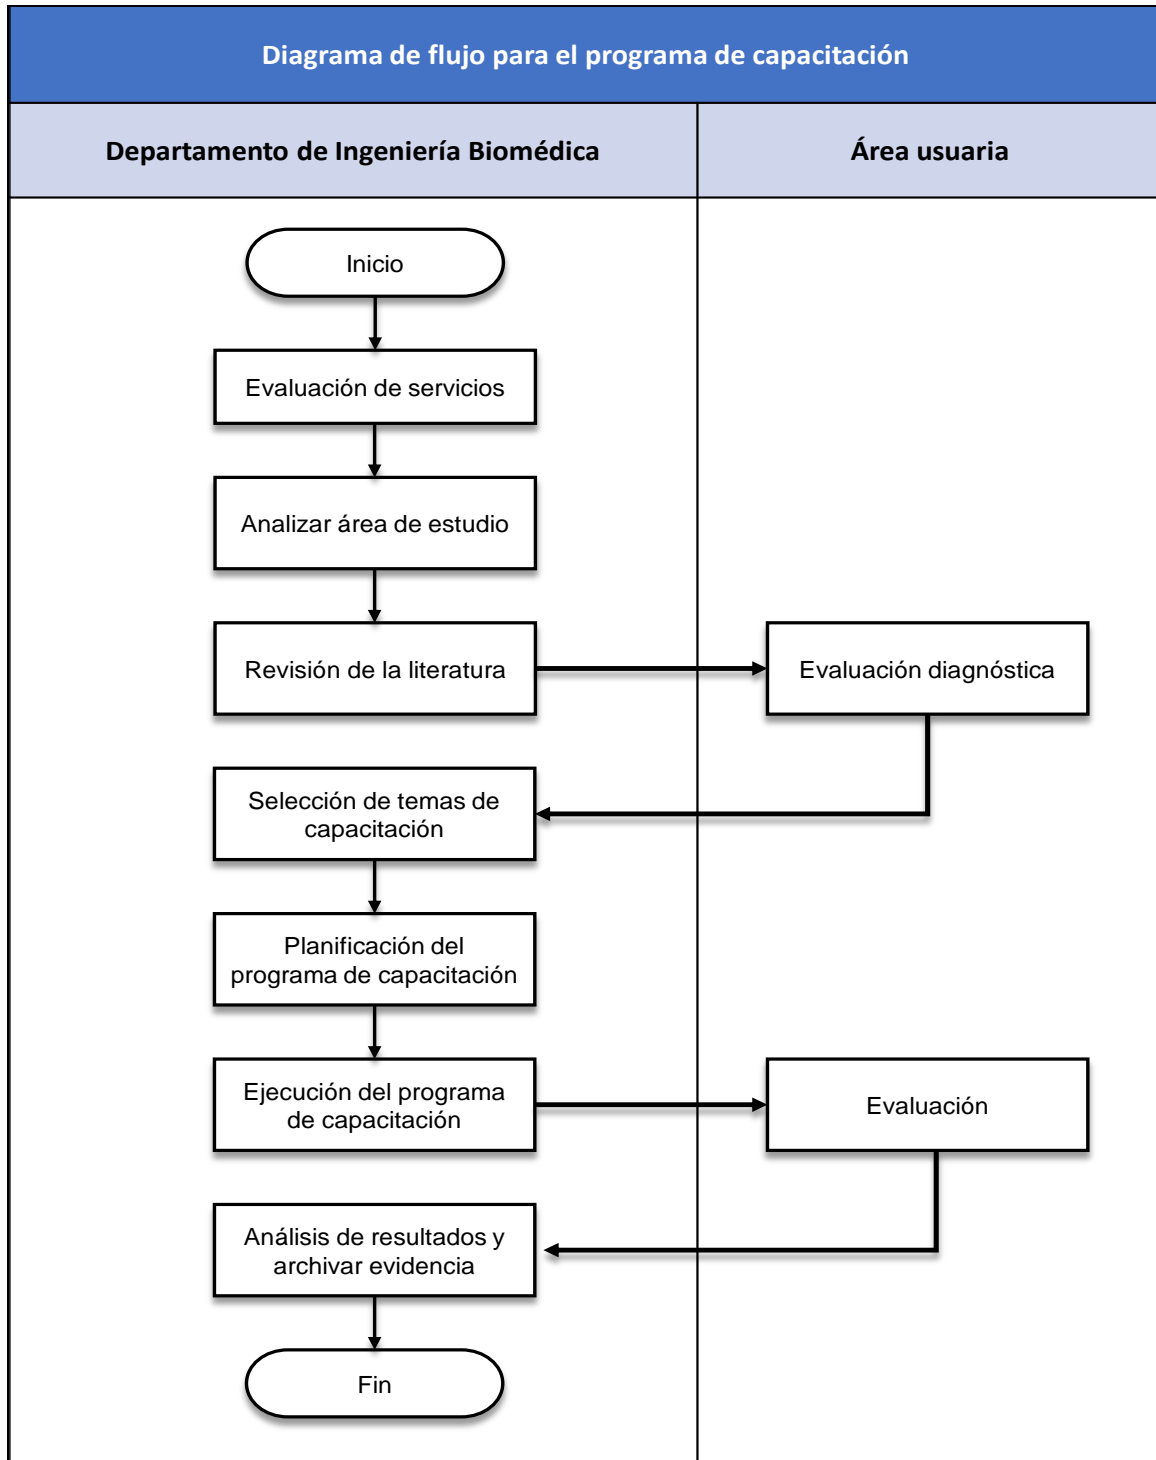 Diagrama de flujo para el programa de capacitación
Departamento de Ingeniería Biomédica
Área usuaria
Inicio
Evaluación de servicios
Analizar área de estudio
Revisión de la literatura
Evaluación diagnóstica
Selección de temas de
capacitación
Planificación del
programa de capacitación
Ejecución del programa
de capacitación
Evaluación
Análisis de resultados y
archivar evidencia
Fin